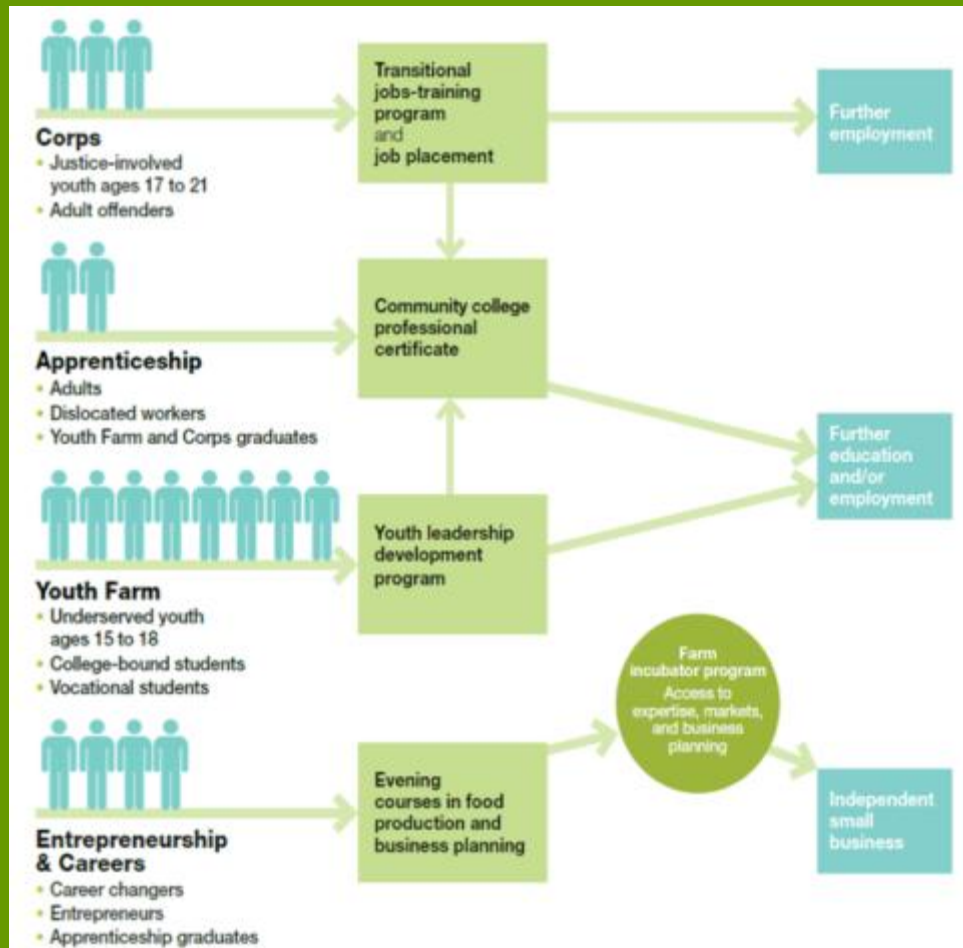 Corps
• Justice-involved
youth ages 17 to 21
• Adult offenders
Transitional
jobs-training
program
and
job placement
Further
employment
Apprenticeship
• Adults
• Dislocated workers
• Youth Farm and Corps graduates
Community college
professional
certificate
Further
education
and/or
employment
Youth Farm
• Underserved youth
ages 15 to 18
• College-bound students
• Vocational students
Youth leadership
development
program
Farm
incubator program
Access to
expertise, markets,
and business
planning
Entrepreneurship
& Careers
• Career changers
• Entrepreneurs
• Apprenticeship graduates
Evening
courses in food
production and
business planning
Independent
small
business